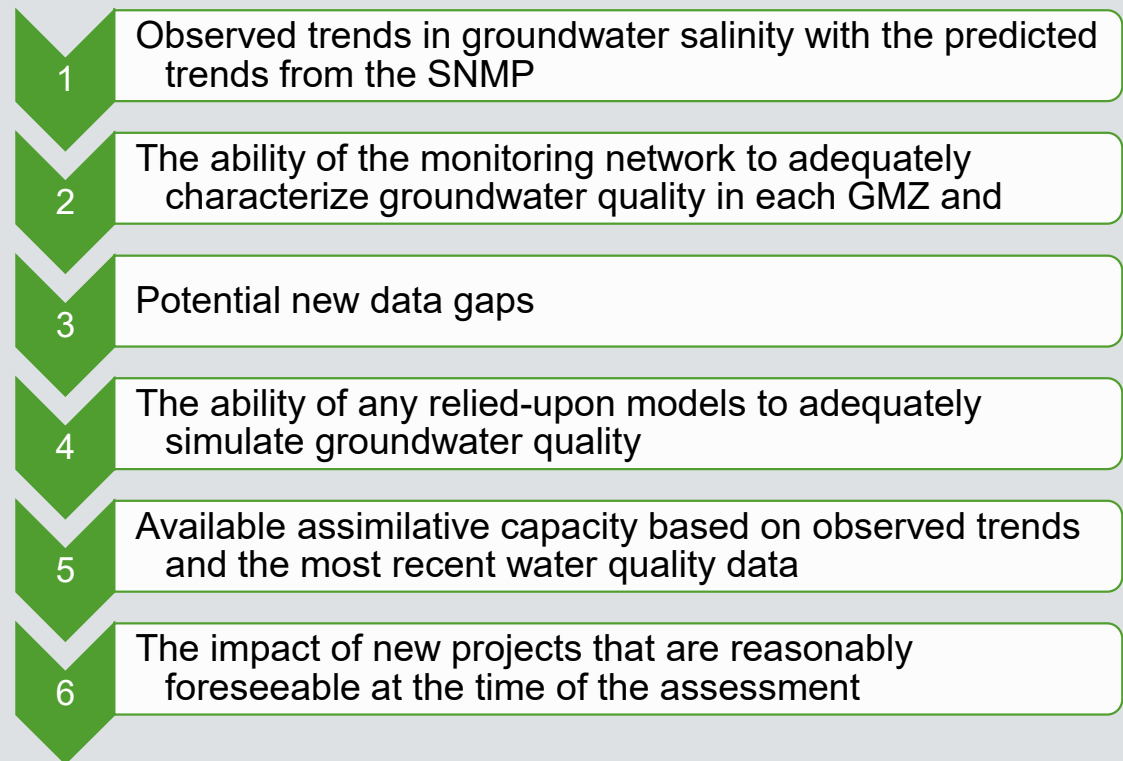 1
Observed trends in groundwater salinity with the predicted
trends from the SNMP
2
The ability of the monitoring network to adequately
characterize groundwater quality in each GMZ and
3
Potential new data gaps
4
The ability of any relied-upon models to adequately
simulate groundwater quality
5
Available assimilative capacity based on observed trends
and the most recent water quality data
6
The impact of new projects that are reasonably
foreseeable at the time of the assessment